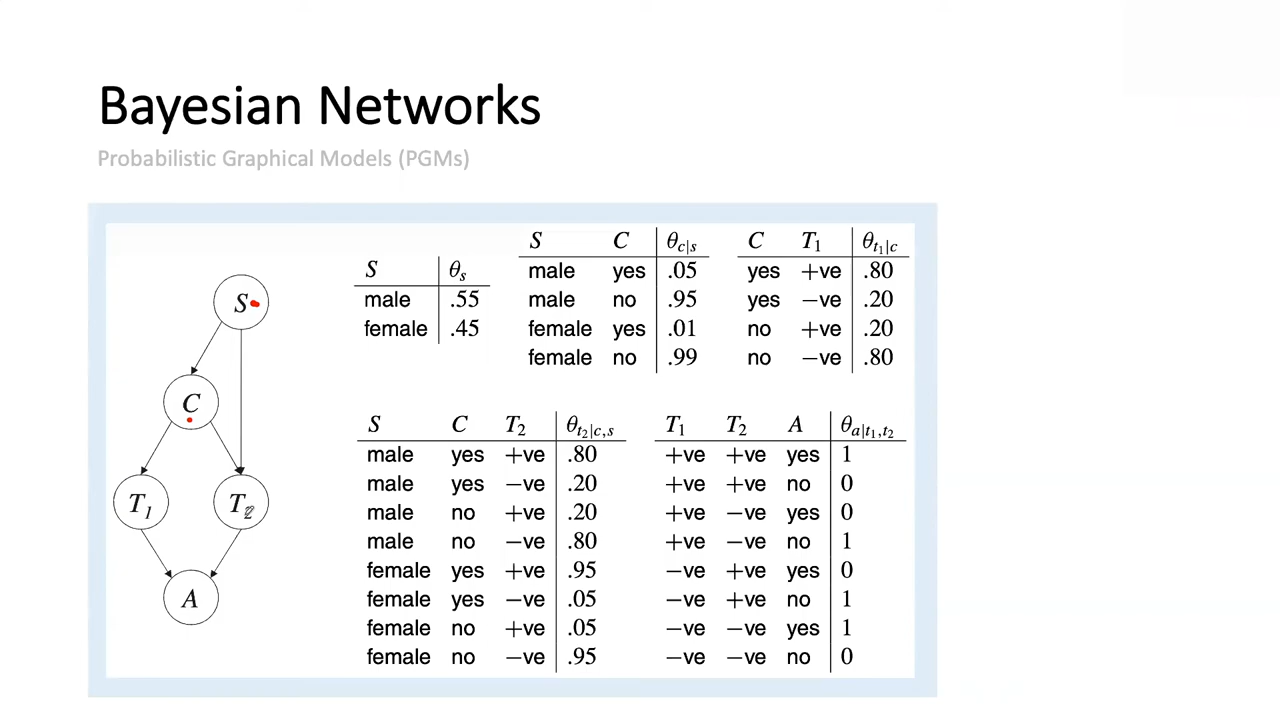 Bayesian Networks
Probabilistic Graphical Models (PGMs)
S
C
T1 T2
A
S θs
male .55
female .45
S C θc|s
male yes .05
male no .95
female yes .01
female no .99
C T1 θt1|c
yes +ve .80
yes −ve .20
no +ve .20
no −ve .80
S C T2 θt2|c,s
male yes +ve .80
male yes −ve .20
male no +ve .20
male no −ve .80
female yes +ve .95
female yes −ve .05
female no +ve .05
female no −ve .95
T1 T2 A θa|t1,t2
+ve +ve yes 1
+ve +ve no 0
+ve −ve yes 0
+ve −ve no 1
−ve +ve yes 0
−ve +ve no 1
−ve −ve yes 1
−ve −ve no 0